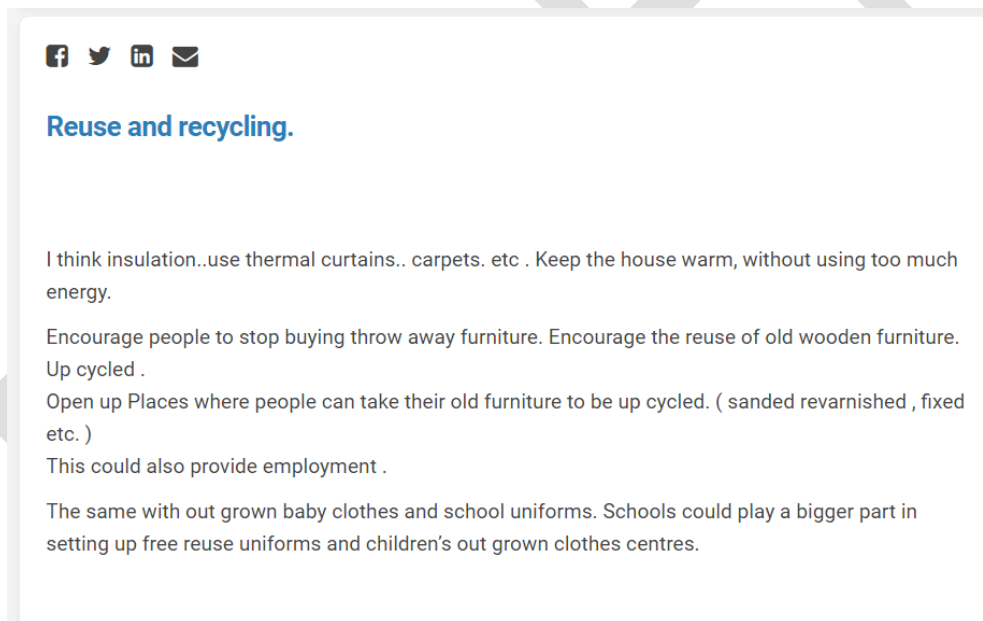 Reuse and recycling.
I think insulation..use thermal curtains.. carpets. etc . Keep the house warm, without using too much
energy.
Encourage people to stop buying throw away furniture. Encourage the reuse of old wooden furniture.
Up cycled .
Open up Places where people can take their old furniture to be up cycled. ( sanded revarnished , fixed
etc. )
This could also provide employment .
The same with out grown baby clothes and school uniforms. Schools could play a bigger part in
setting up free reuse uniforms and children’s out grown clothes centres.